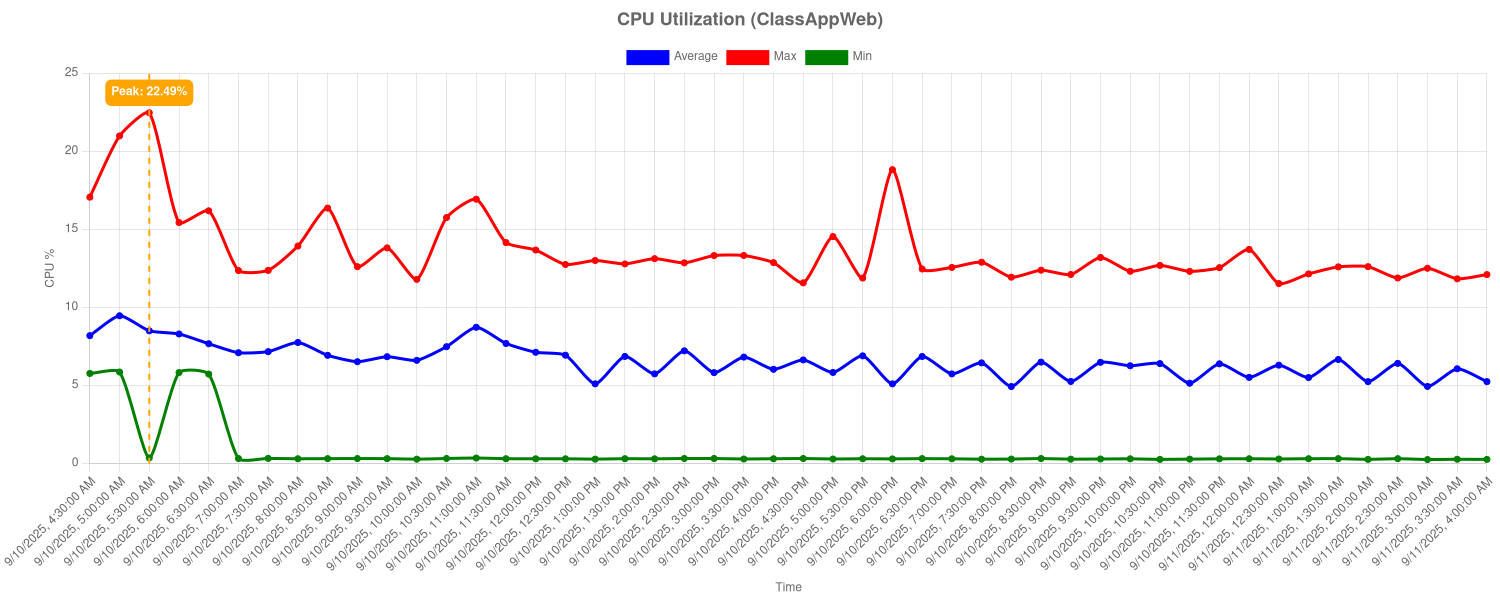 CPU Utilization (ClassAppWeb)
Average Max Min
25
Peak: 22.49%
20
15
10
5
0
CPU %
9/10/2025, 4:30:00 AM
9/10/2025, 5:00:00 AM
9/10/2025, 5:30:00 AM
9/10/2025, 6:00:00 AM
9/10/2025, 6:30:00 AM
9/10/2025, 7:00:00 AM
9/10/2025, 7:30:00 AM
9/10/2025, 8:00:00 AM
9/10/2025, 8:30:00 AM
9/10/2025, 9:00:00 AM
9/10/2025, 9:30:00 AM
9/10/2025, 10:00:00 AM
9/10/2025, 10:30:00 AM
9/10/2025, 11:00:00 AM
9/10/2025, 11:30:00 AM
9/10/2025, 12:00:00 PM
9/10/2025, 12:30:00 PM
9/10/2025, 1:00:00 PM
9/10/2025, 1:30:00 PM
9/10/2025, 2:00:00 PM
9/10/2025, 2:30:00 PM
9/10/2025, 3:00:00 PM
9/10/2025, 3:30:00 PM
9/10/2025, 4:00:00 PM
9/10/2025, 4:30:00 PM
9/10/2025, 5:00:00 PM
9/10/2025, 5:30:00 PM
9/10/2025, 6:00:00 PM
9/10/2025, 6:30:00 PM
9/10/2025, 7:00:00 PM
9/10/2025, 7:30:00 PM
9/10/2025, 8:00:00 PM
9/10/2025, 8:30:00 PM
9/10/2025, 9:00:00 PM
9/10/2025, 9:30:00 PM
9/10/2025, 10:00:00 PM
9/10/2025, 10:30:00 PM
9/10/2025, 11:00:00 PM
9/10/2025, 11:30:00 PM
9/11/2025, 12:00:00 AM
9/11/2025, 12:30:00 AM
9/11/2025, 1:00:00 AM
9/11/2025, 1:30:00 AM
9/11/2025, 2:00:00 AM
9/11/2025, 2:30:00 AM
9/11/2025, 3:00:00 AM
9/11/2025, 3:30:00 AM
9/11/2025, 4:00:00 AM
Time